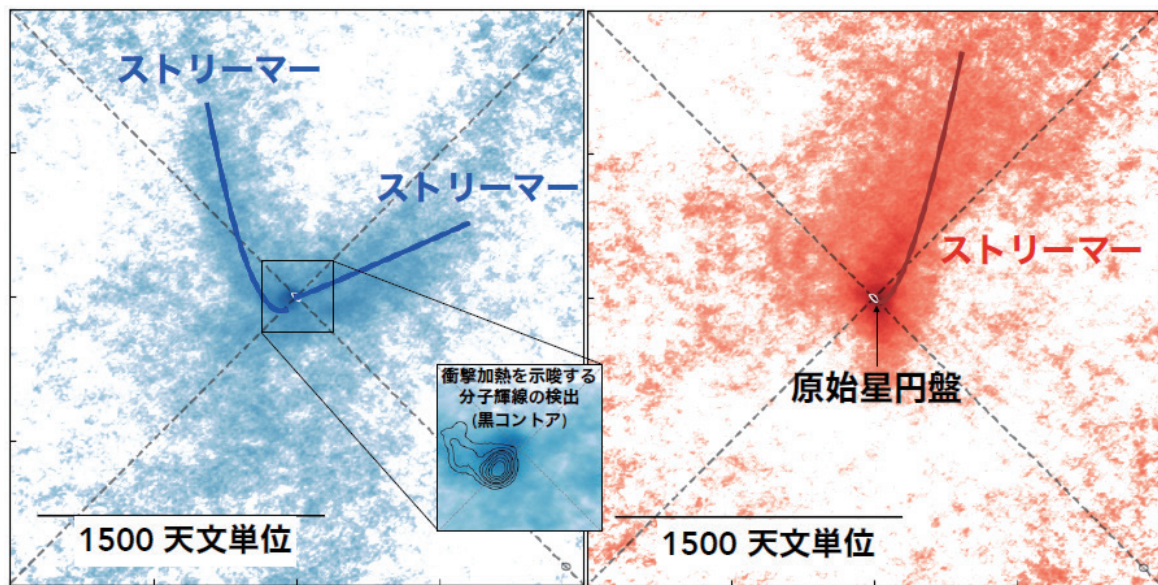 ストリーマー
ストリーマー
衝撃加熱を示唆する
分子輝線の検出
(黒コントア)
1500 天文単位
ストリーマー
原始星円盤
1500 天文単位